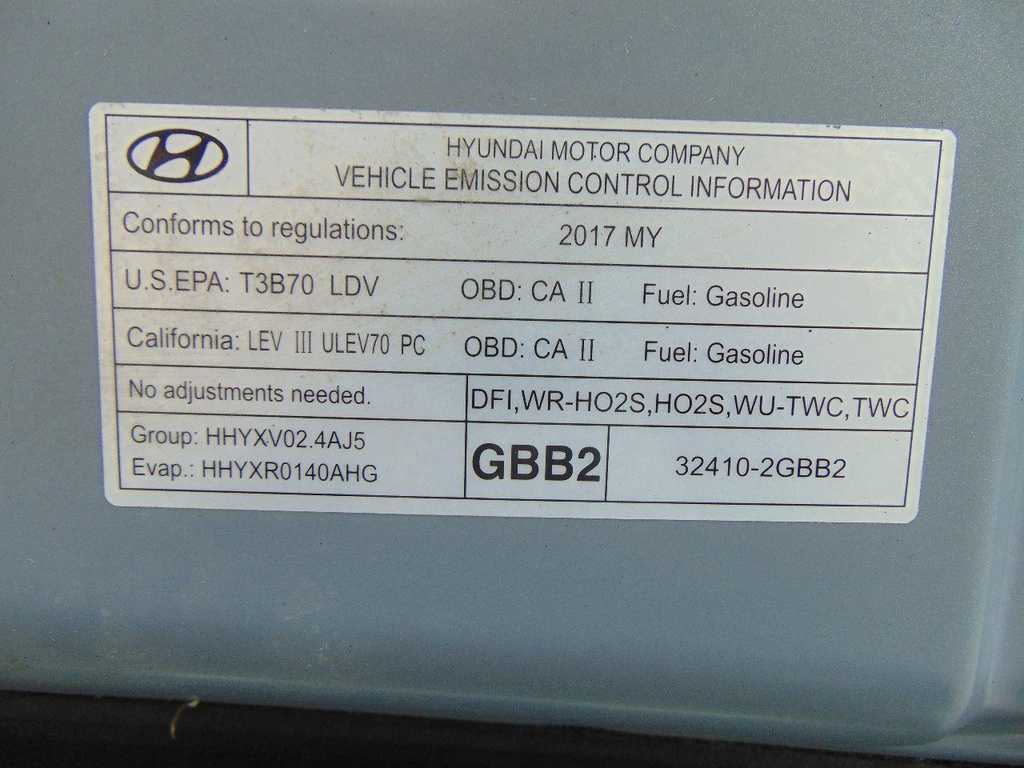 HYUNDAI MOTOR COMPANY
VEHICLE EMISSION CONTROL INFORMATION
Conforms to regulations: 2017 MY
U.S.EPA: T3B70 LDV OBD: CA II Fuel: Gasoline
California: LEV III ULEV70 PC OBD: CA II Fuel: Gasoline
No adjustments needed. DFI,WR-HO2S,HO2S,WU-TWC,TWC
Group: HHYXV02.4AJ5
Evap.: HHYXR0140AHG
GBB2 32410-2GBB2